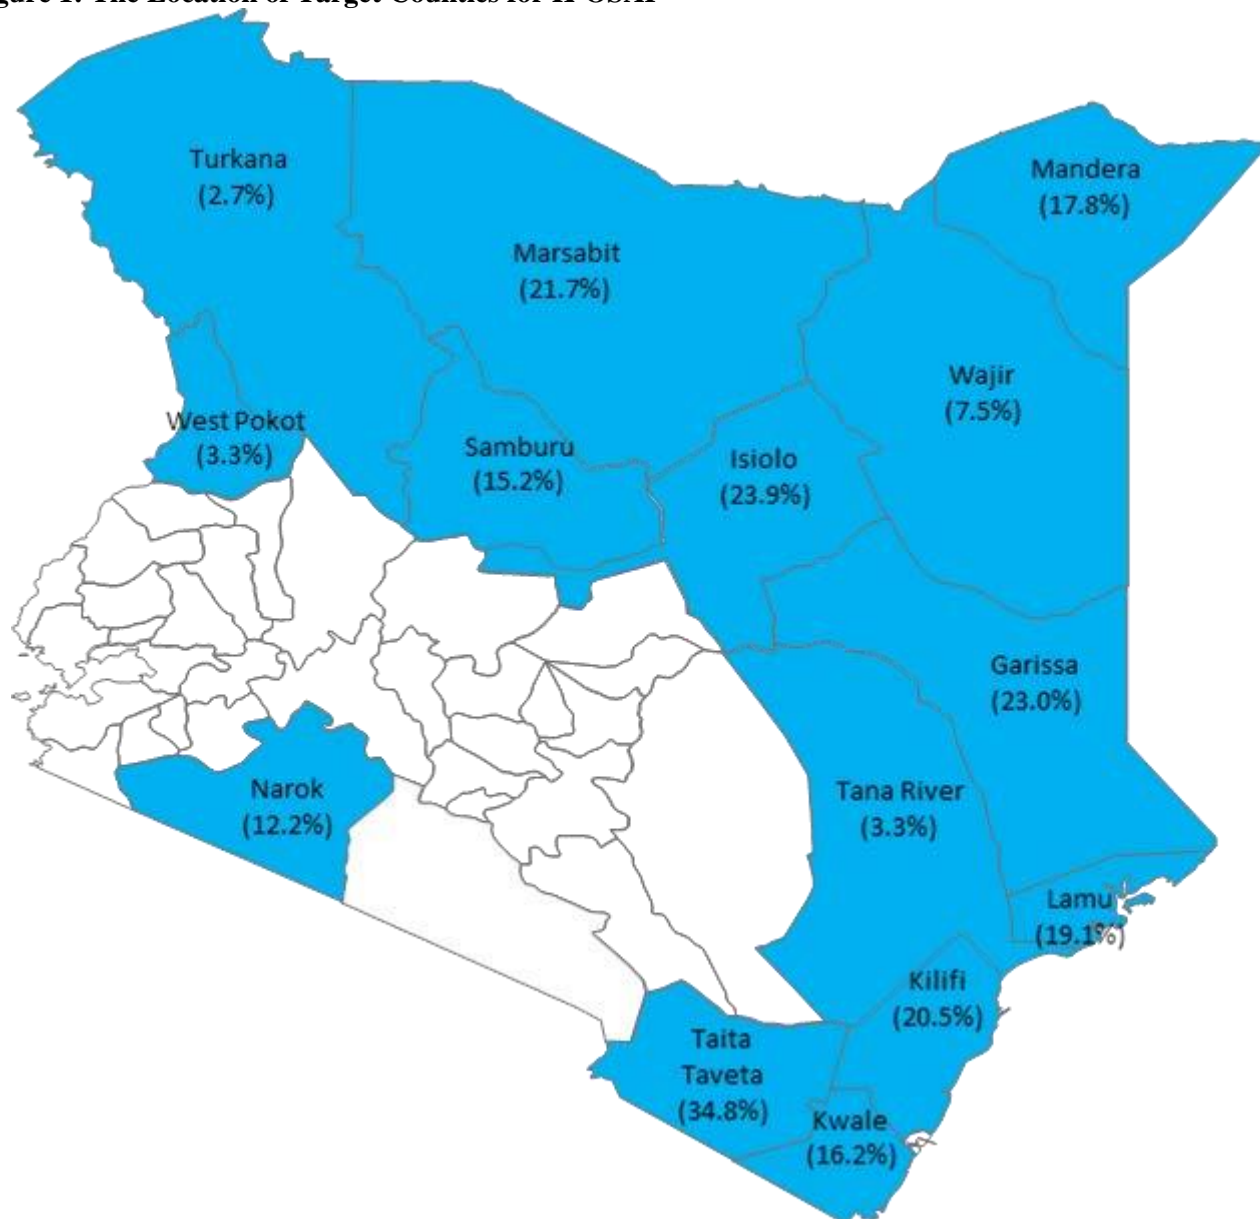 gure 1: The Location of Target Counties for K-OSAP
Turkana
(2.7%)
Mandera
(17.8%)
Marsabit
(21.7%)
Wajir
(7.5%)
West Pokot
(3.3%)
Samburu
(15.2%)
Isiolo
(23.9%)
Garissa
(23.0%)
Narok
(12.2%)
Tana River
(3.3%)
Lamu
(19.1%)
Kilifi
(20.5%)
Taita
Taveta
(34.8%)
Kwale
(16.2%)